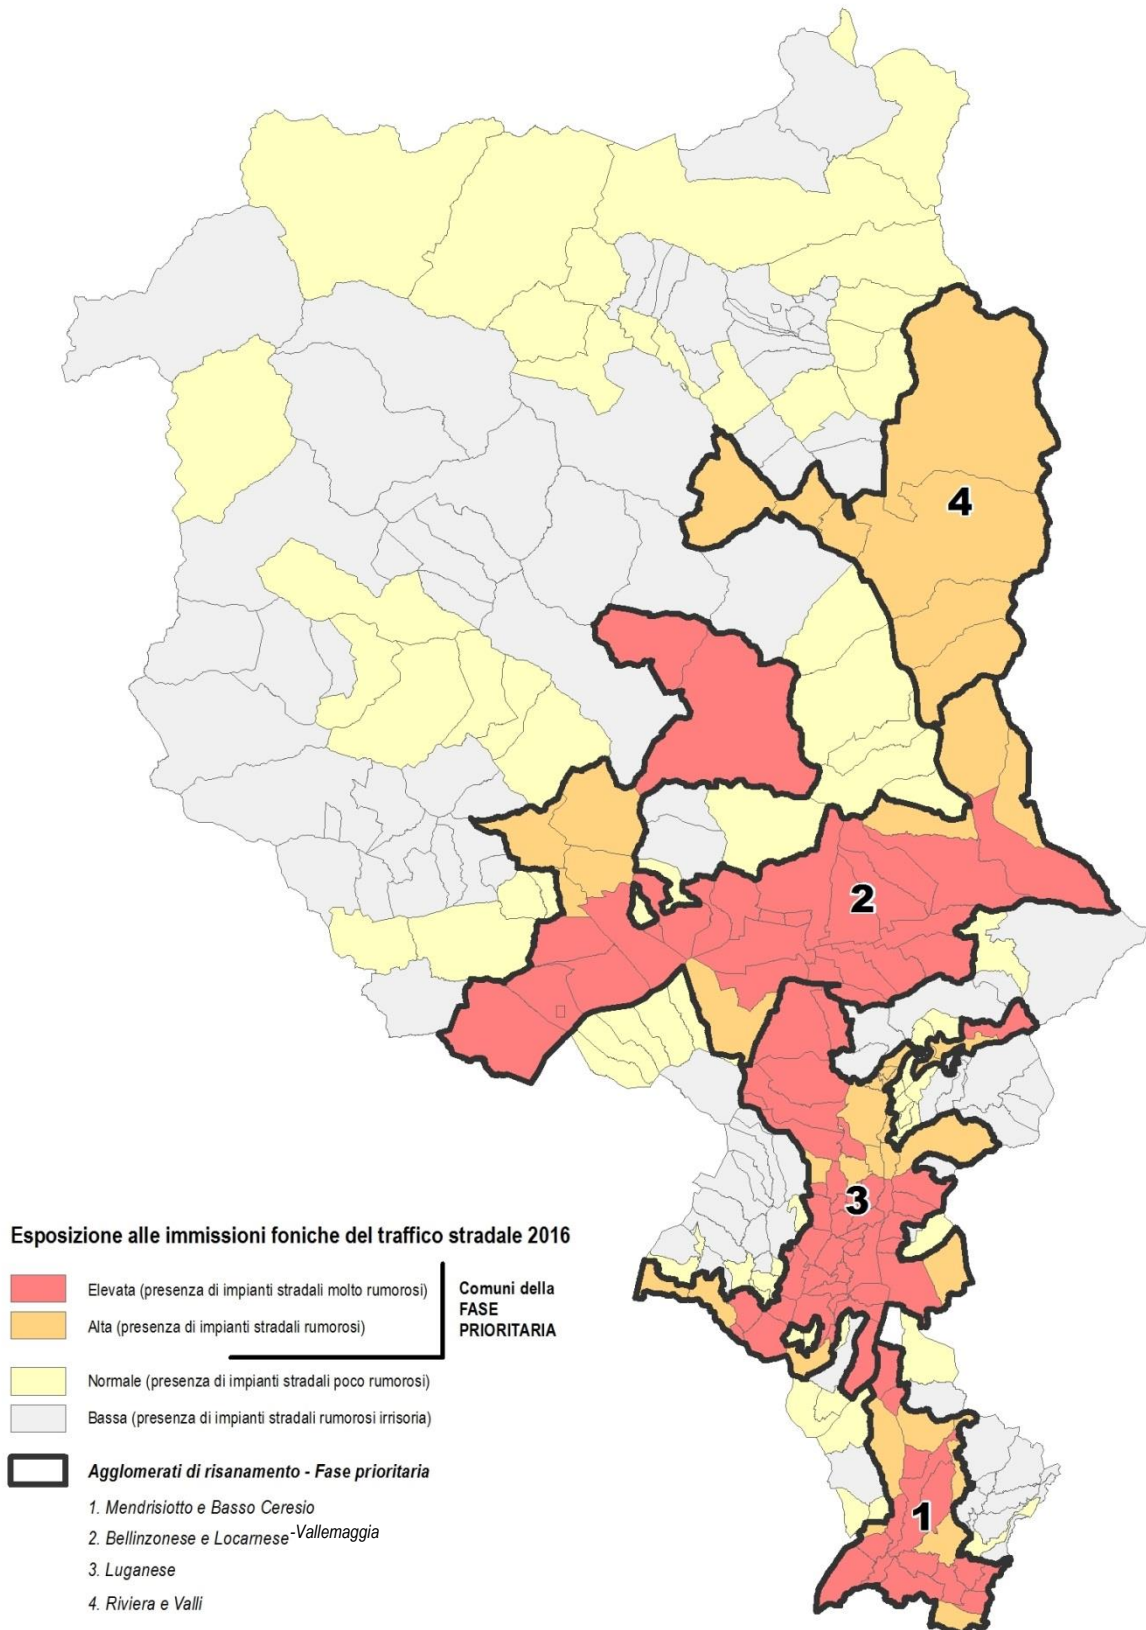 4
2
3
1
Esposizione alle immissioni foniche del traffico stradale 2016
Elevata (presenza di impianti stradali molto rumorosi)
Alta (presenza di impianti stradali rumorosi)
Comuni della
FASE
PRIORITARIA
Normale (presenza di impianti stradali poco rumorosi)
Bassa (presenza di impianti stradali rumorosi irrisoria)
Agglomerati di risanamento - Fase prioritaria
1. Mendrisiotto e Basso Ceresio
2. Bellinzonese e Locarnese-Vallemaggia
3. Luganese
4. Riviera e Valli